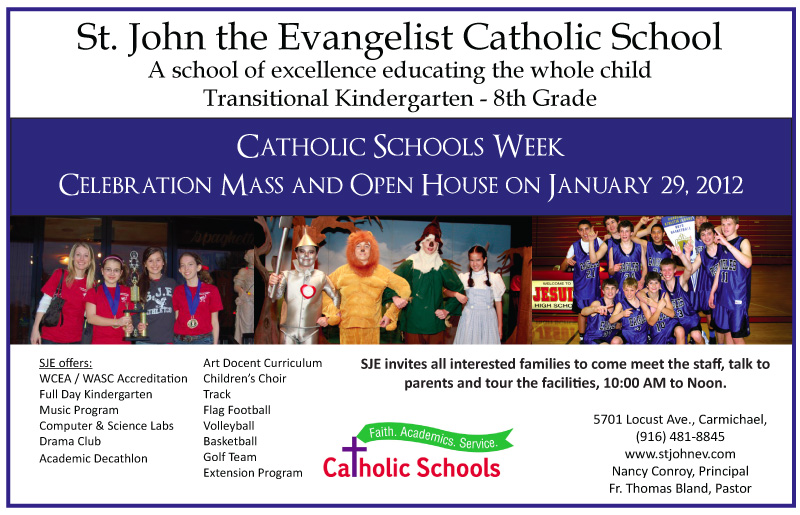 St. John the Evangelist Catholic School
A school of excellence educating the whole child
Transitional Kindergarten - 8th Grade
Catholic Schools Week
Celebration Mass and Open House on January 29, 2012
S.J.E
WELCOME TO
JESUI
HIGH SCHOOL
SJE offers:
WCEA / WASC Accreditation
Full Day Kindergarten
Music Program
Computer & Science Labs
Drama Club
Academic Decathlon
Art Docent Curriculum
Children's Choir
Track
Flag Football
Volleyball
Basketball
Golf Team
Extension Program
SJE invites all interested families to come meet the staff, talk to
parents and tour the facilities, 10:00 AM to Noon.
Faith. Academics. Service.
Catholic Schools
5701 Locust Ave., Carmichael,
(916) 481-8845
www.stjohnev.com
Nancy Conroy, Principal
Fr. Thomas Bland, Pastor